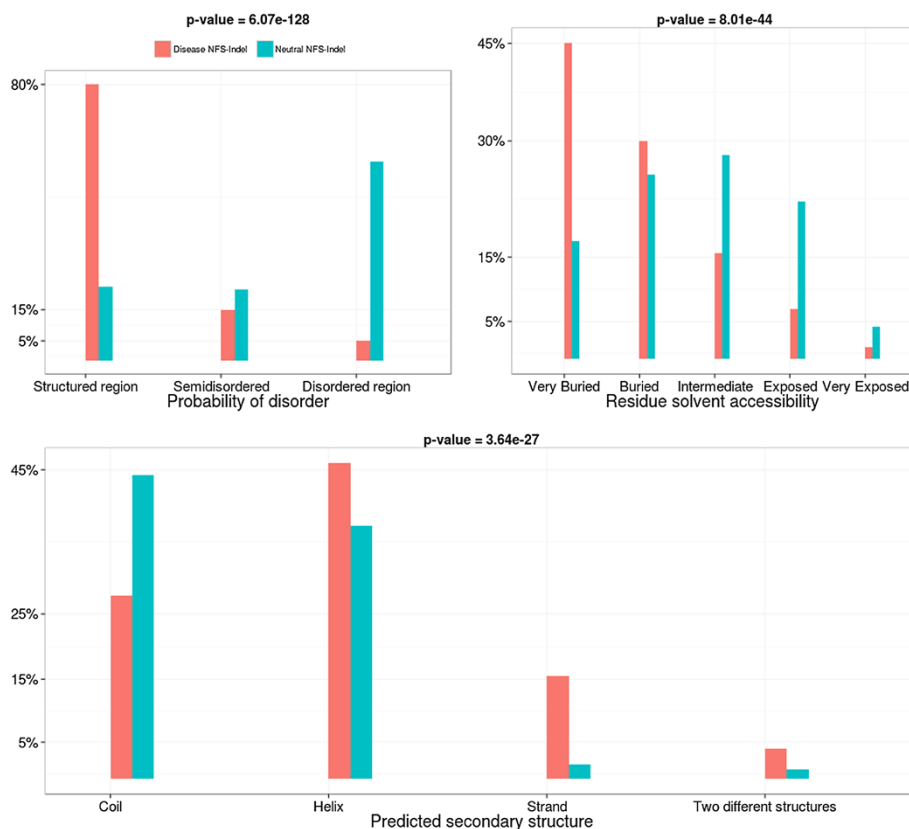 p-value = 6.07e-128
Disease NFS-Indel Neutral NFS-Indel
80%
15%
5%
Structured region Semidisordered Disordered region
Probability of disorder
p-value = 8.01e-44
45%
30%
15%
5%
Very Buried Buried Intermediate Exposed Very Exposed
Residue solvent accessibility
p-value = 3.64e-27
45%
25%
15%
5%
Coil Helix Strand Two different structures
Predicted secondary structure